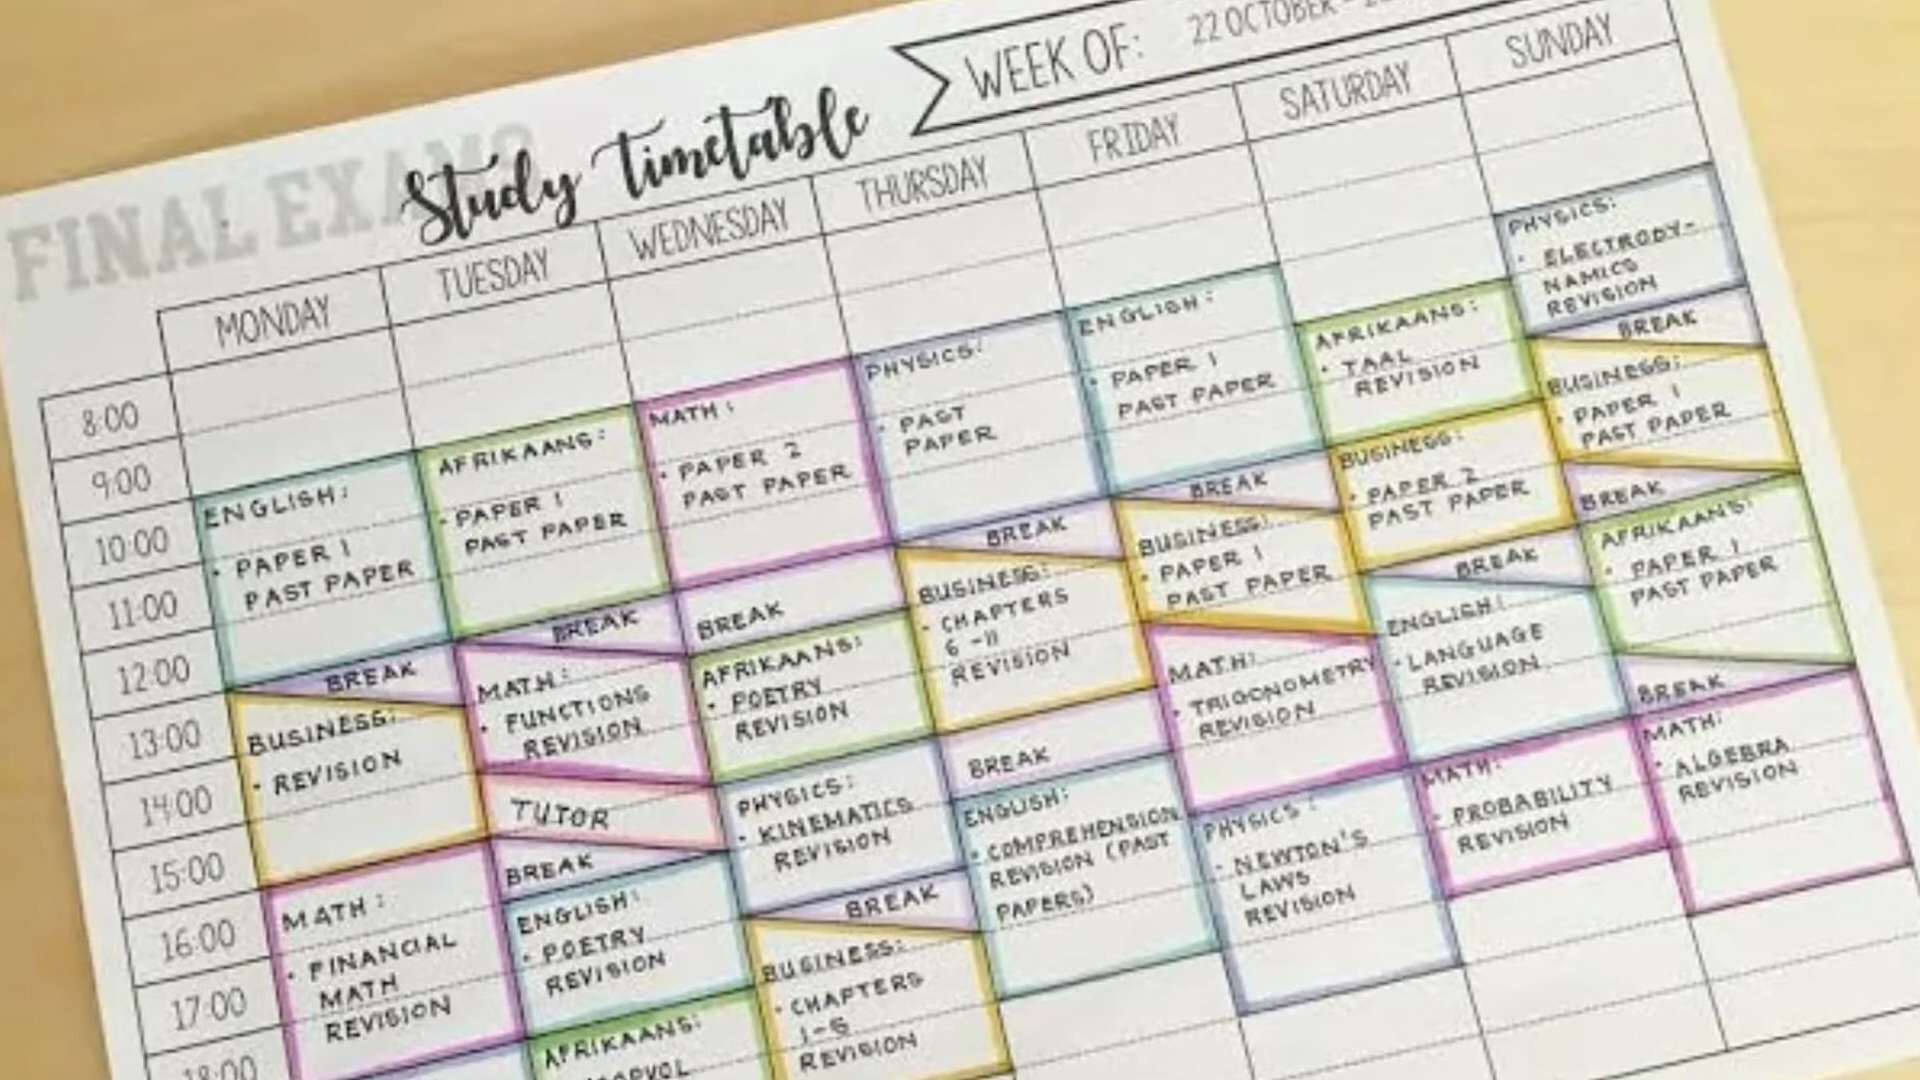 FINAL EXAMS
Study timetable
WEEK OF: 22 OCTOBER -
MONDAY
TUESDAY
WEDNESDAY
THURSDAY
FRIDAY
SATURDAY
SUNDAY
8:00
9:00
10:00
11:00
12:00
13:00
14:00
15:00
16:00
17:00
18:00
ENGLISH:
• PAPER 1
PAST PAPER
BREAK
BUSINESS:
• REVISION
MATH:
• FINANCIAL
MATH
REVISION
AFRIKAANS:
• PAPER 1
PAST PAPER
BREAK
MATH:
• FUNCTIONS
REVISION
TUTOR
BREAK
ENGLISH:
• POETRY
REVISION
AFRIKAANS:
MATH:
• PAPER 2
PAST PAPER
BREAK
AFRIKAANS:
• POETRY
REVISION
PHYSICS:
• KINEMATICS
REVISION
BREAK
BUSINESS:
• CHAPTERS
REVISION
PHYSICS:
• PAST
PAPER
BREAK
BUSINESS:
• CHAPTERS
6-11
REVISION
BREAK
ENGLISH:
• COMPREHENSION
REVISION (PAST
PAPERS)
ENGLISH:
• PAPER 1
PAST PAPER
BREAK
BUSINESS:
• PAPER 1
PAST PAPER
MATH:
• TRIGONOMETRY
REVISION
PHYSICS:
• NEWTON'S
LAWS
REVISION
AFRIKAANS:
• TAAL
REVISION
BUSINESS:
• PAPER 2
PAST PAPER
BREAK
ENGLISH:
• LANGUAGE
REVISION
MATH:
• PROBABILITY
REVISION
PHYSICS:
• ELECTRODY-
NAMICS
REVISION
BREAK
BUSINESS:
• PAPER 1
PAST PAPER
BREAK
AFRIKAANS:
• PAPER 1
PAST PAPER
BREAK
MATH:
• ALGEBRA
REVISION